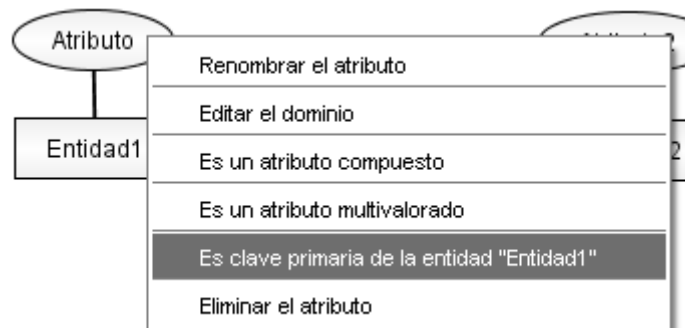 Atributo
Renombrar el atributo
Editar el dominio
Entidad1
2
Es un atributo compuesto
Es un atributo multivalorado
Es clave primaria de la entidad "Entidad1"
Eliminar el atributo